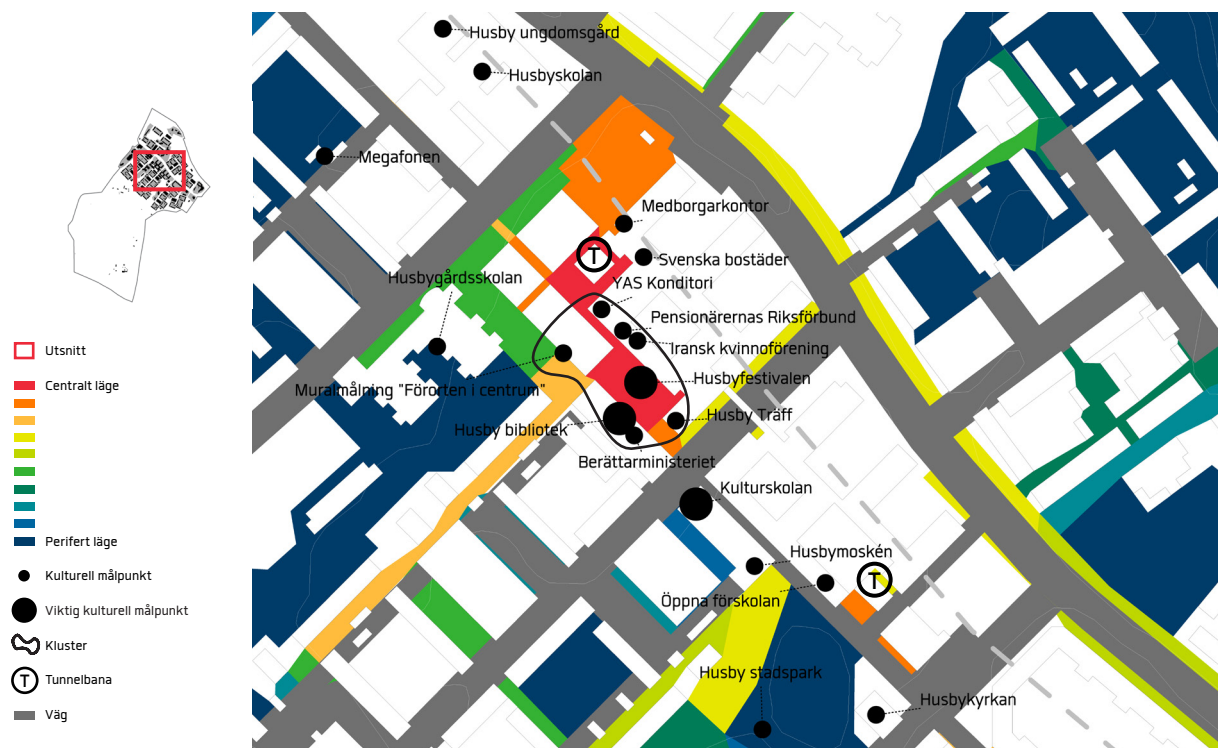 Utsnitt
Centralt läge
Perifert läge
Kulturell målpunkt
Viktig kulturell målpunkt
Kluster
T
Tunnelbana
Väg
Husby ungdomsgård
Husbyskolan
Megafonen
Medborgarkontor
T
Svenska bostäder
Husbygårdsskolan
YAS Konditori
Pensionärernas Riksförbund
Iransk kvinnoförening
Husbyfestivalen
Muralmålning "Förorten i centrum"
Husby Träff
Husby bibliotek
Berättarministeriet
Kulturskolan
Husbymoskén
T
Öppna förskolan
Husby stadspark
Husbykyrkan